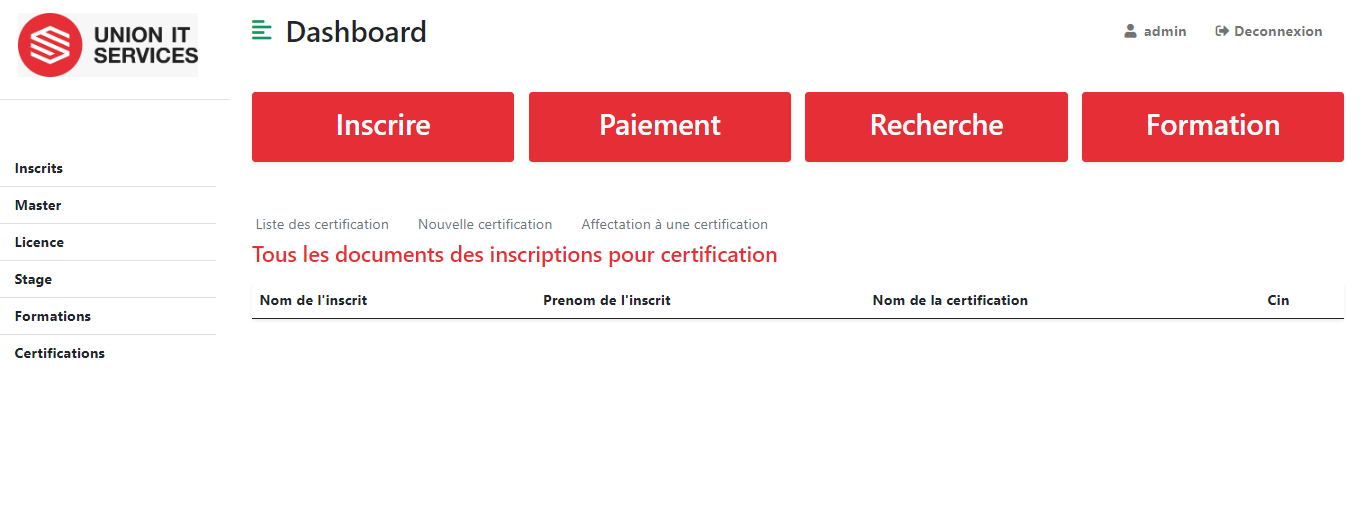 UNION IT
SERVICES
Dashboard
admin
Deconnexion
Inscrire
Paiement
Recherche
Formation
Inscrits
Master
Licence
Stage
Formations
Certifications
Liste des certification
Nouvelle certification
Affectation à une certification
Tous les documents des inscriptions pour certification
Nom de l'inscrit
Prenom de l'inscrit
Nom de la certification
Cin